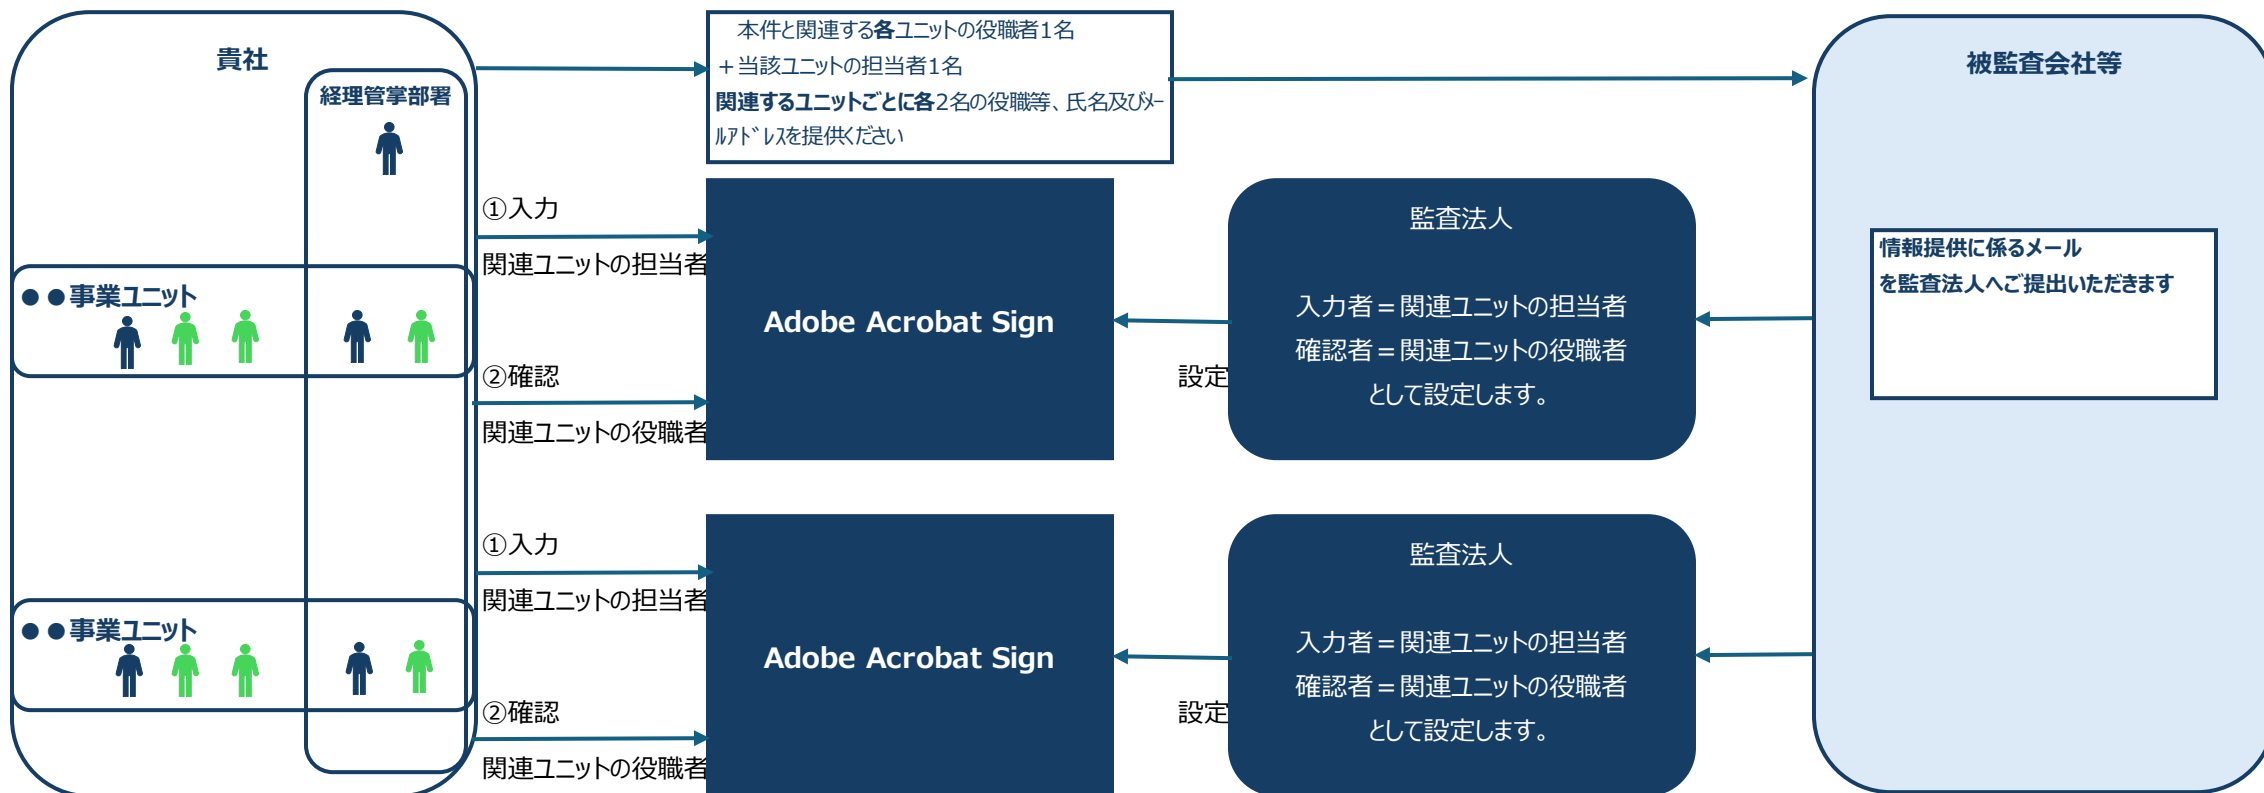 貴社
経理管掌部署
本件と関連する各ユニットの役職者1名
＋当該ユニットの担当者1名
関連するユニットごとに各2名の役職等、氏名及びﾒｰ
ﾙｱﾄﾞﾚｽを提供ください
被監査会社等
①入力
関連ユニットの担当者
●●事業ユニット
②確認
関連ユニットの役職者
Adobe Acrobat Sign
設定
監査法人
入力者＝関連ユニットの担当者
確認者＝関連ユニットの役職者
として設定します。
情報提供に係るメール
を監査法人へご提出いただきます
①入力
関連ユニットの担当者
●●事業ユニット
②確認
関連ユニットの役職者
Adobe Acrobat Sign
設定
監査法人
入力者＝関連ユニットの担当者
確認者＝関連ユニットの役職者
として設定します。